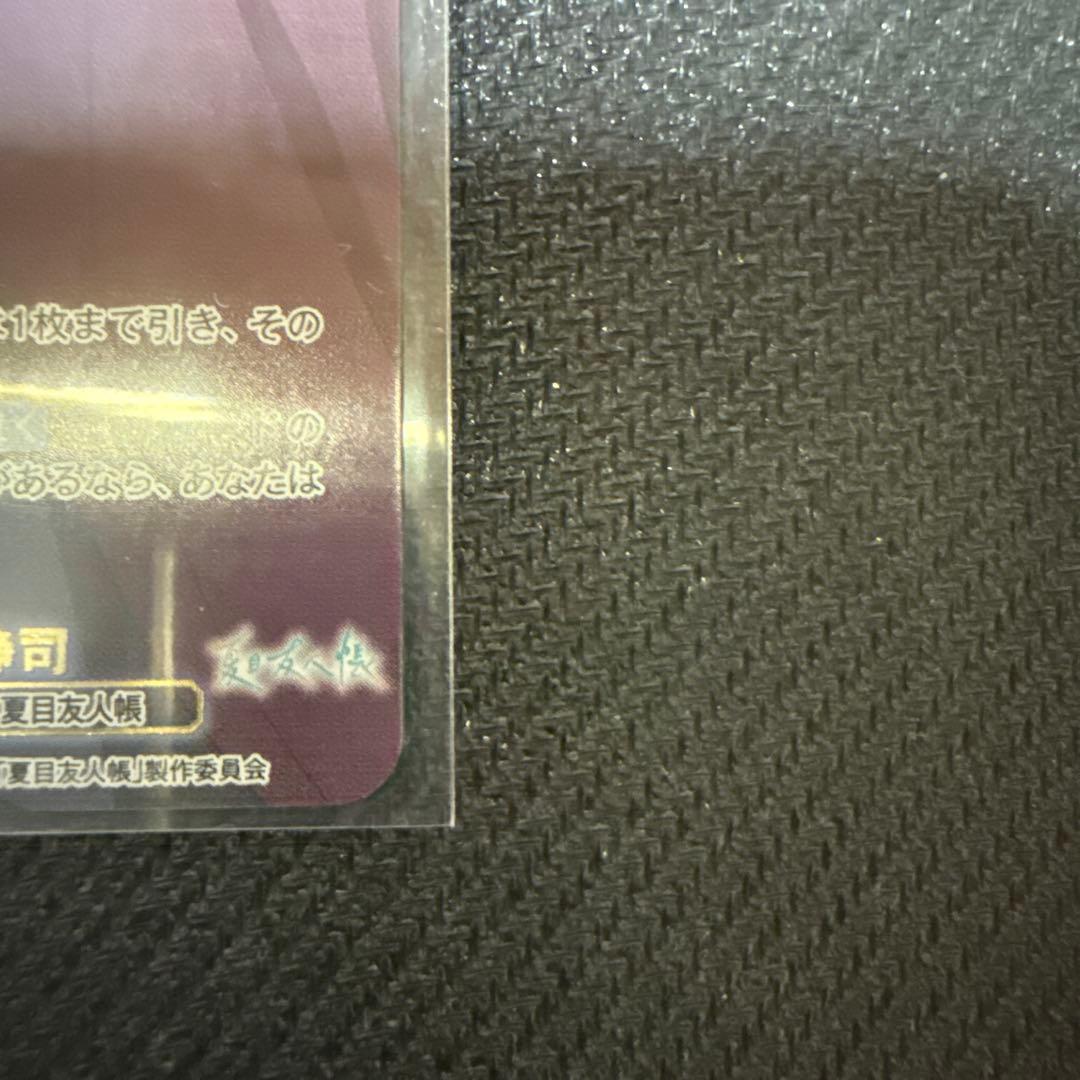 1枚まで引き、その
の
があるなら、あなたは
静司
夏目友人帳
夏目友人帳
「夏目友人帳」製作委員会